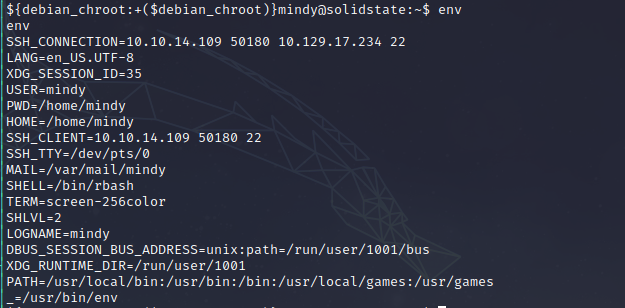 ${debian_chroot:+($debian_chroot)}mindy@solidstate:~$ env
env
SSH_CONNECTION=10.10.14.109 50180 10.129.17.234 22
LANG=en_US.UTF-8
XDG_SESSION_ID=35
USER=mindy
PWD=/home/mindy
HOME=/home/mindy
SSH_CLIENT=10.10.14.109 50180 22
SSH_TTY=/dev/pts/0
MAIL=/var/mail/mindy
SHELL=/bin/rbash
TERM=screen-256color
SHLVL=2
LOGNAME=mindy
DBUS_SESSION_BUS_ADDRESS=unix:path=/run/user/1001/bus
XDG_RUNTIME_DIR=/run/user/1001
PATH=/usr/local/bin:/usr/bin:/bin:/usr/local/games:/usr/games
_=/usr/bin/env